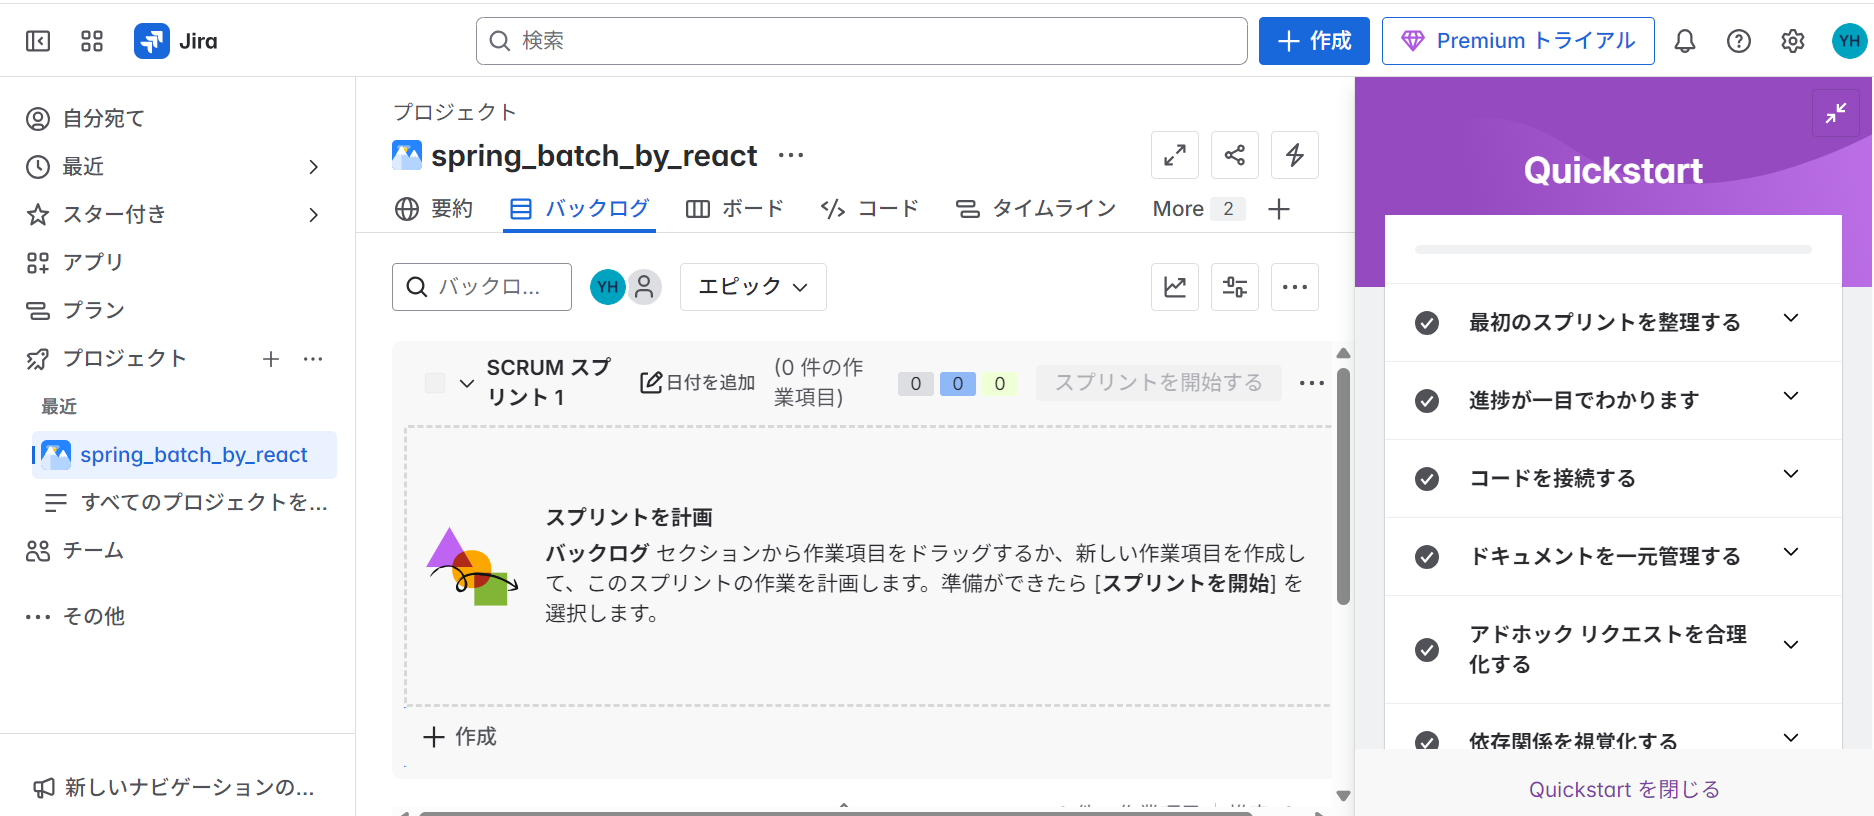 Jira
検索
作成
Premium トライアル
YH
自分宛て
最近
スター付き
アプリ
プラン
プロジェクト
最近
spring_batch_by_react
すべてのプロジェクトを...
チーム
その他
新しいナビゲーションの...
プロジェクト
spring_batch_by_react
要約
バックログ
ボード
コード
タイムライン
More 2
バックロ...
YH
エピック
SCRUM スプ
リント 1
日付を追加
(0 件の作
業項目)
0 0 0
スプリントを開始する
スプリントを計画
バックログ セクションから作業項目をドラッグするか、新しい作業項目を作成し
て、このスプリントの作業を計画します。準備ができたら [スプリントを開始] を
選択します。
作成
Quickstart
最初のスプリントを整理する
進捗が一目でわかります
コードを接続する
ドキュメントを一元管理する
アドホック リクエストを合理
化する
依存関係を視覚化する
Quickstart を閉じる